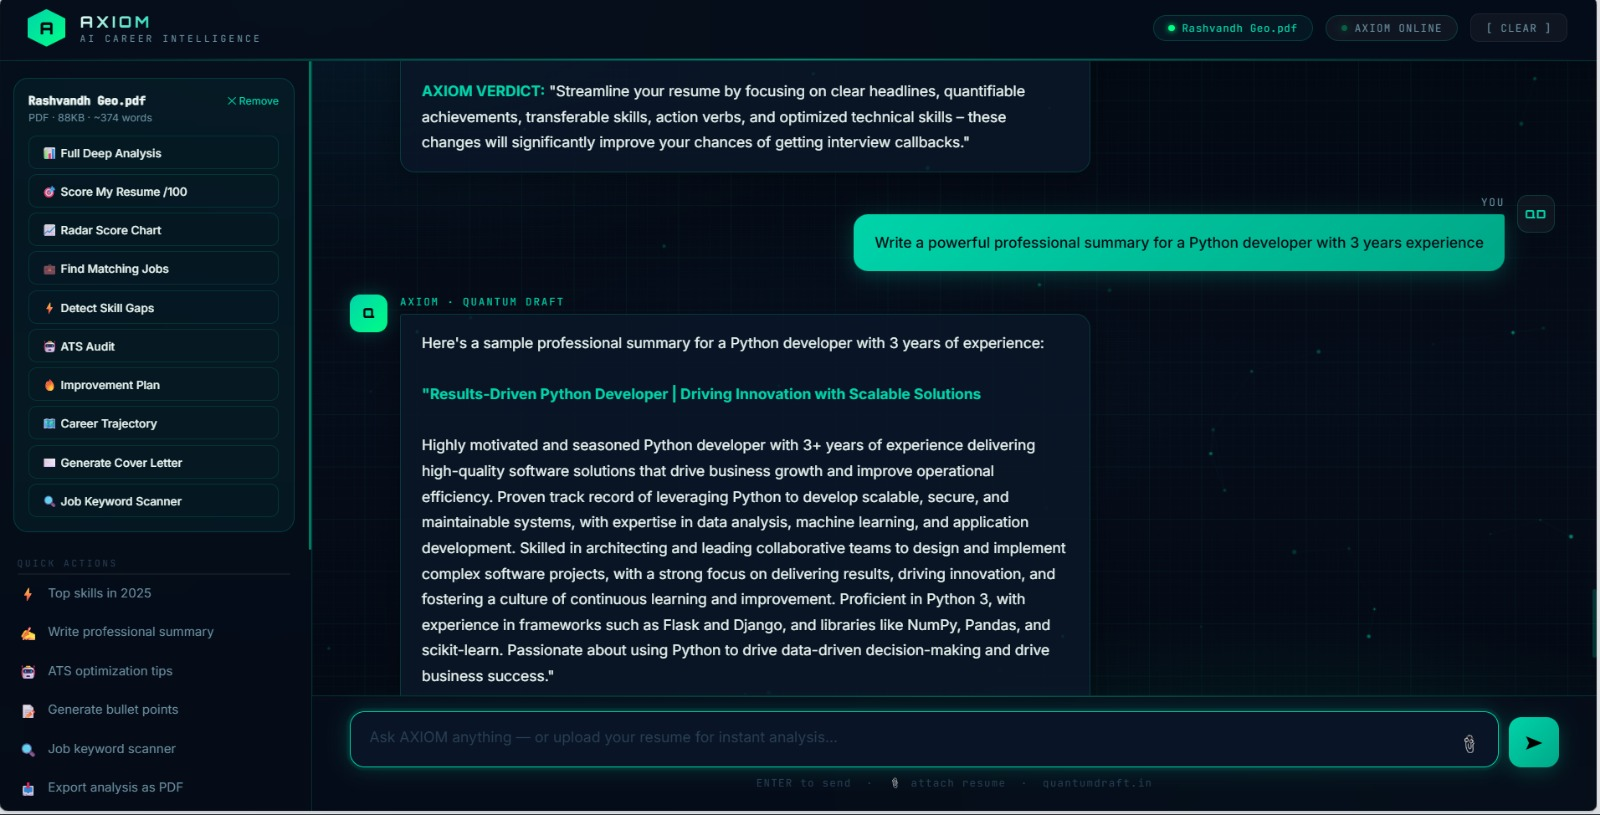 AXIOM
AI CAREER INTELLIGENCE
Rashvandh Geo.pdf
AXIOM ONLINE
[ CLEAR ]
Rashvandh Geo.pdf
× Remove
PDF · 88KB · ~374 words
Full Deep Analysis
Score My Resume /100
Radar Score Chart
Find Matching Jobs
Detect Skill Gaps
ATS Audit
Improvement Plan
Career Trajectory
Generate Cover Letter
Job Keyword Scanner
QUICK ACTIONS
Top skills in 2025
Write professional summary
ATS optimization tips
Generate bullet points
Job keyword scanner
Export analysis as PDF
AXIOM VERDICT: "Streamline your resume by focusing on clear headlines, quantifiable
achievements, transferable skills, action verbs, and optimized technical skills – these
changes will significantly improve your chances of getting interview callbacks."
YOU
Write a powerful professional summary for a Python developer with 3 years experience
AXIOM · QUANTUM DRAFT
Here's a sample professional summary for a Python developer with 3 years of experience:
"Results-Driven Python Developer | Driving Innovation with Scalable Solutions
Highly motivated and seasoned Python developer with 3+ years of experience delivering
high-quality software solutions that drive business growth and improve operational
efficiency. Proven track record of leveraging Python to develop scalable, secure, and
maintainable systems, with expertise in data analysis, machine learning, and application
development. Skilled in architecting and leading collaborative teams to design and implement
complex software projects, with a strong focus on delivering results, driving innovation, and
fostering a culture of continuous learning and improvement. Proficient in Python 3, with
experience in frameworks such as Flask and Django, and libraries like NumPy, Pandas, and
scikit-learn. Passionate about using Python to drive data-driven decision-making and drive
business success."
Ask AXIOM anything — or upload your resume for instant analysis...
ENTER to send · attach resume · quantumdraft.in